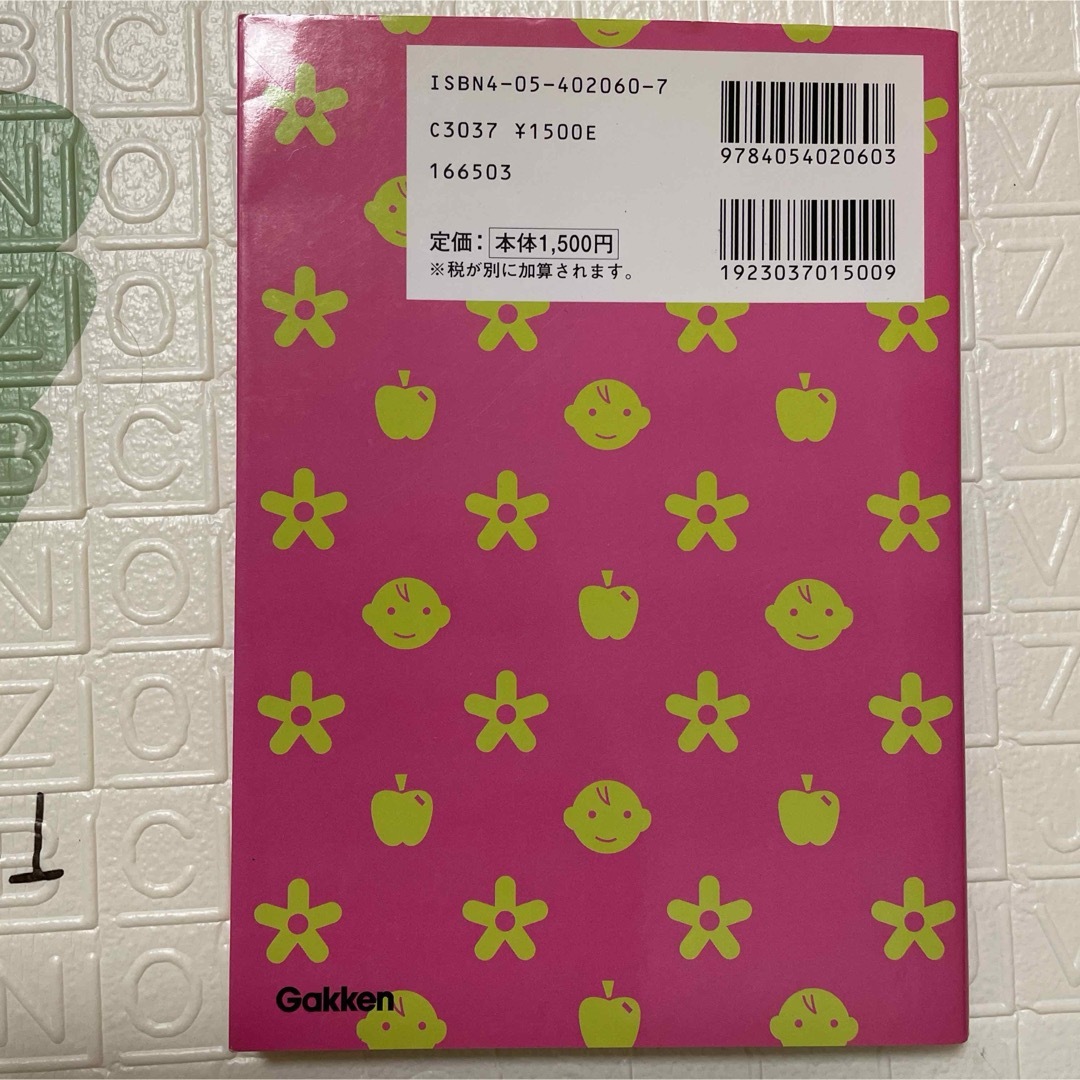 ISBN4-05-402060-7
C3037 ¥1500E
166503
定価：本体1,500円
※税が別に加算されます。
9784054020603
1923037015009
Gakken